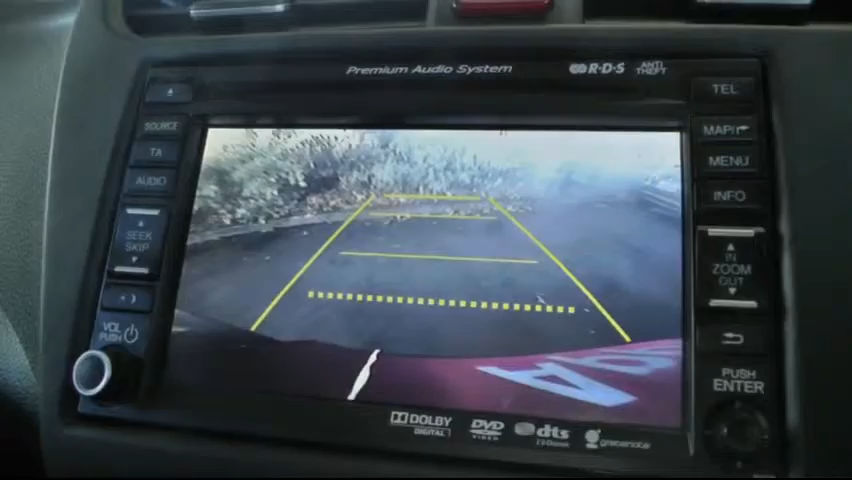 Premium Audio System
R·D·S
ANTI
THEFT
TEL
SOURCE
MAP/
TA
MENU
AUDIO
INFO
SEEK
SKIP
IN
ZOOM
OUT
VOL
PUSH
PUSH
ENTER
DOLBY
DIGITAL
DVD
VIDEO
dts
gracenote